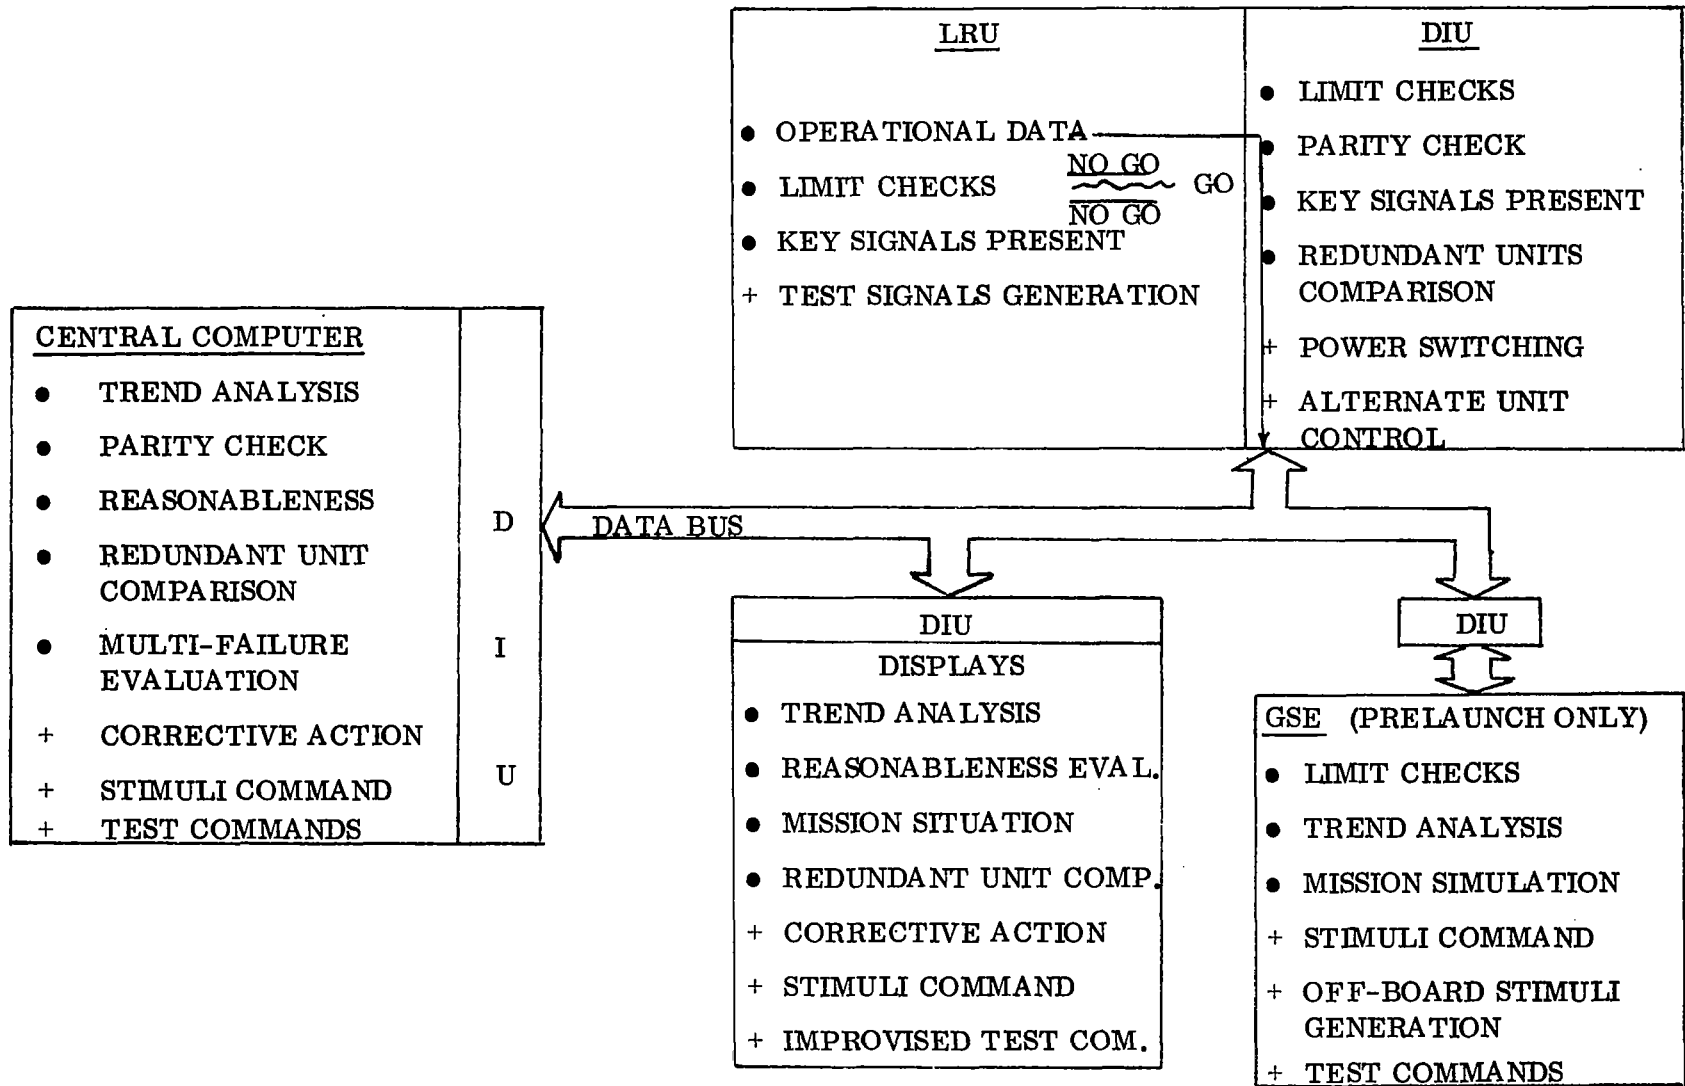 LRU
● OPERATIONAL DATA
● LIMIT CHECKS
NO GO
GO
NO GO
● KEY SIGNALS PRESENT
+ TEST SIGNALS GENERATION
DIU
● LIMIT CHECKS
● PARITY CHECK
● KEY SIGNALS PRESENT
● REDUNDANT UNITS
COMPARISON
+ POWER SWITCHING
+ ALTERNATE UNIT
CONTROL
CENTRAL COMPUTER
● TREND ANALYSIS
● PARITY CHECK
● REASONABLENESS
● REDUNDANT UNIT
COMPARISON
● MULTI-FAILURE
EVALUATION
+ CORRECTIVE ACTION
+ STIMULI COMMAND
+ TEST COMMANDS
D
I
U
DATA BUS
DIU
DISPLAYS
● TREND ANALYSIS
● REASONABLENESS EVAL.
● MISSION SITUATION
● REDUNDANT UNIT COMP.
+ CORRECTIVE ACTION
+ STIMULI COMMAND
+ IMPROVISED TEST COM.
DIU
GSE (PRELAUNCH ONLY)
● LIMIT CHECKS
● TREND ANALYSIS
● MISSION SIMULATION
+ STIMULI COMMAND
+ OFF-BOARD STIMULI
GENERATION
+ TEST COMMANDS